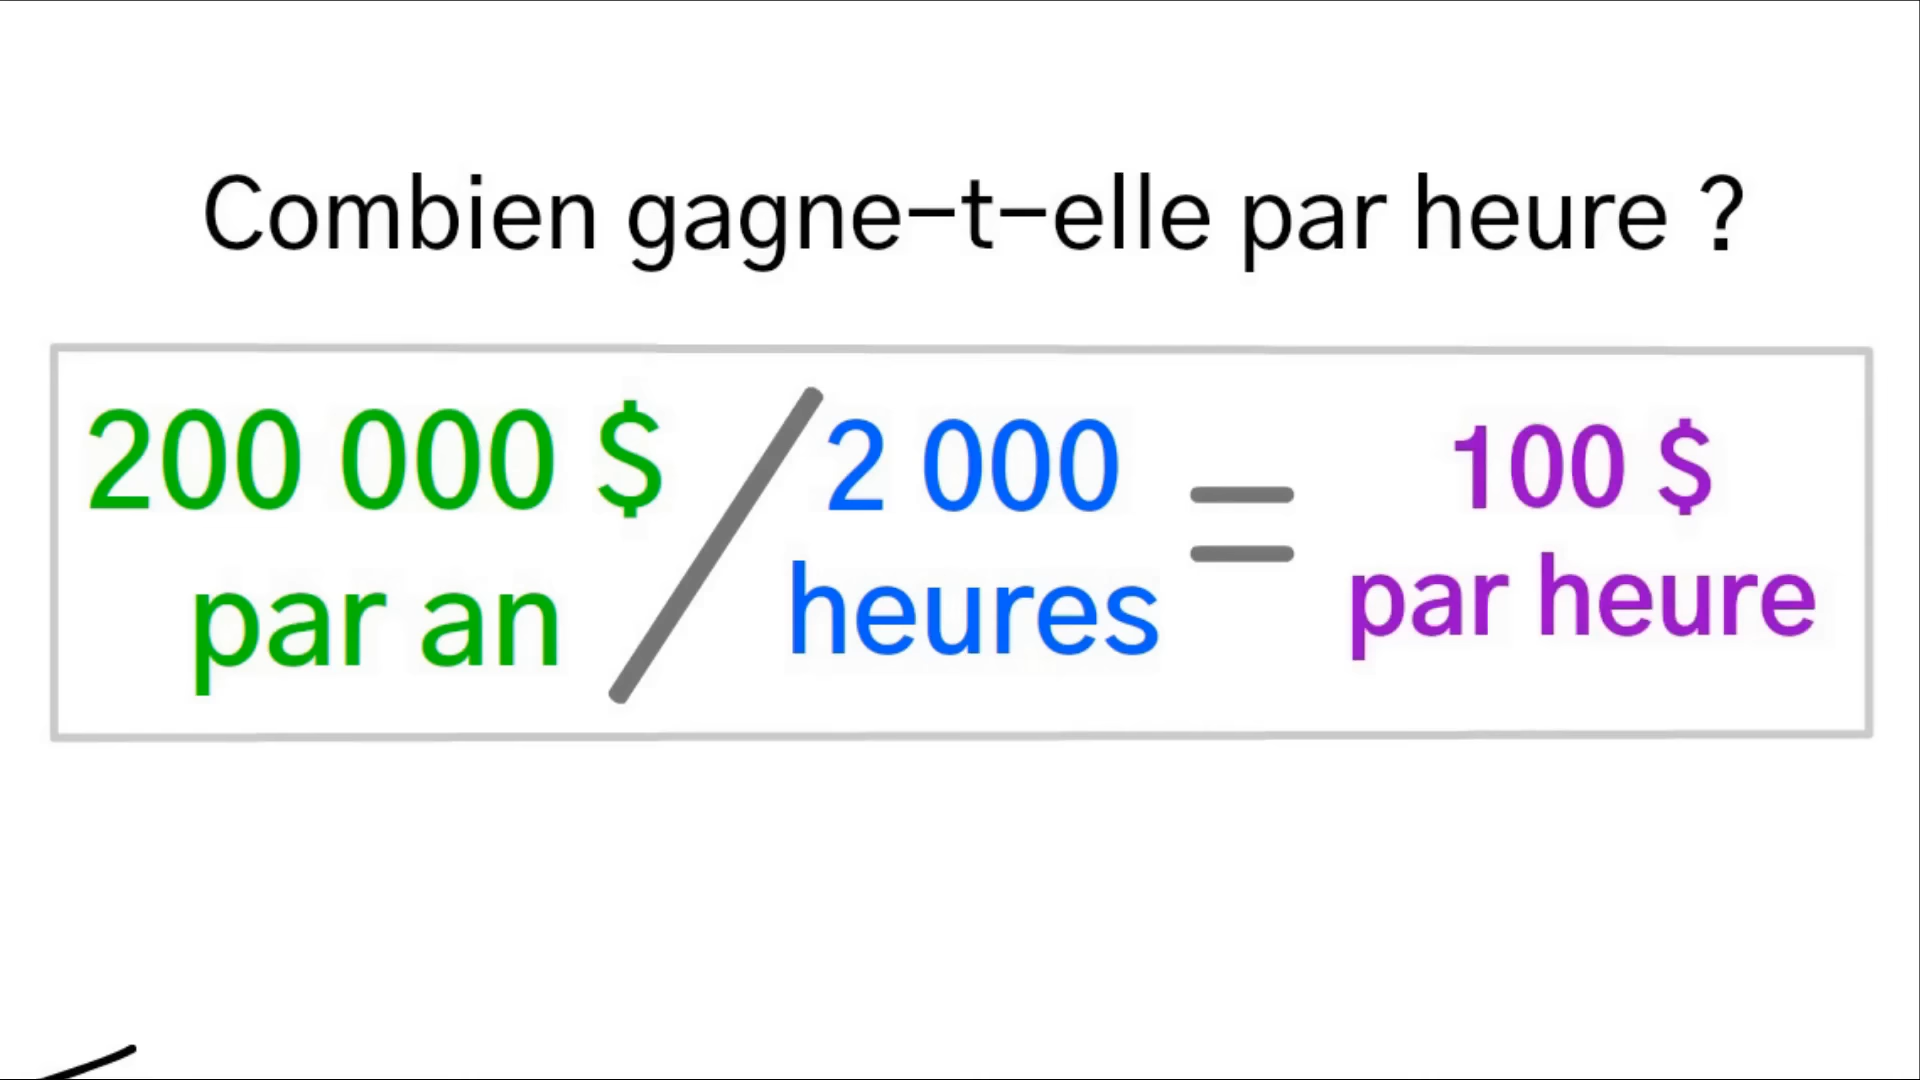 Combien gagne-t-elle par heure ?
200 000 $ / 2 000 = 100 $
par an heures par heure